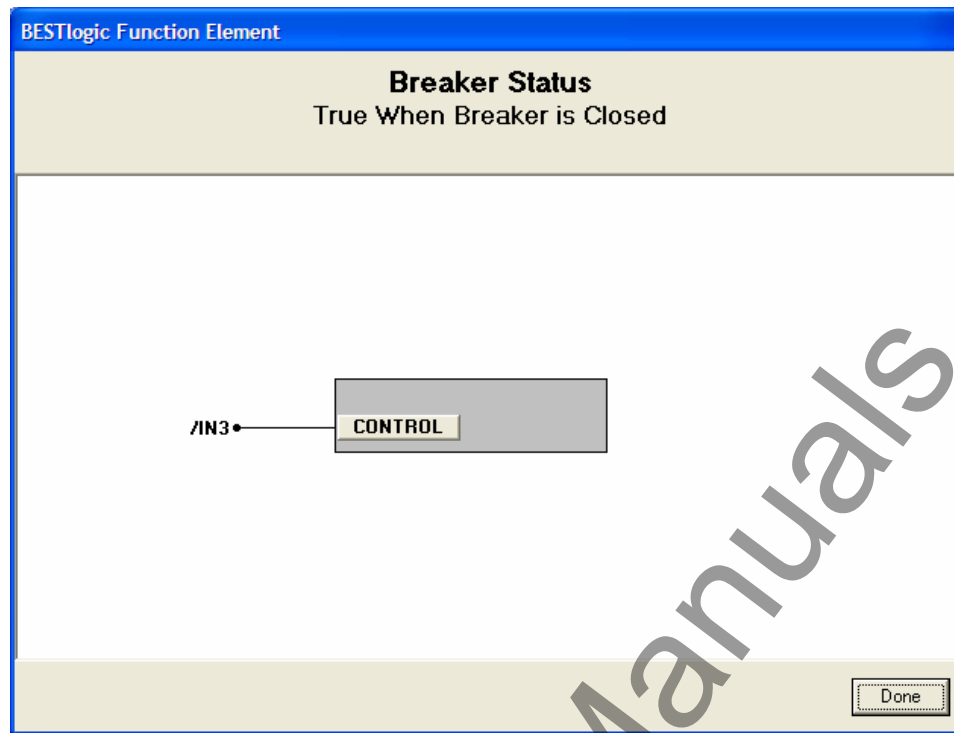 BESTlogic Function Element
Breaker Status
True When Breaker is Closed
/IN3
CONTROL
Done
Manuals